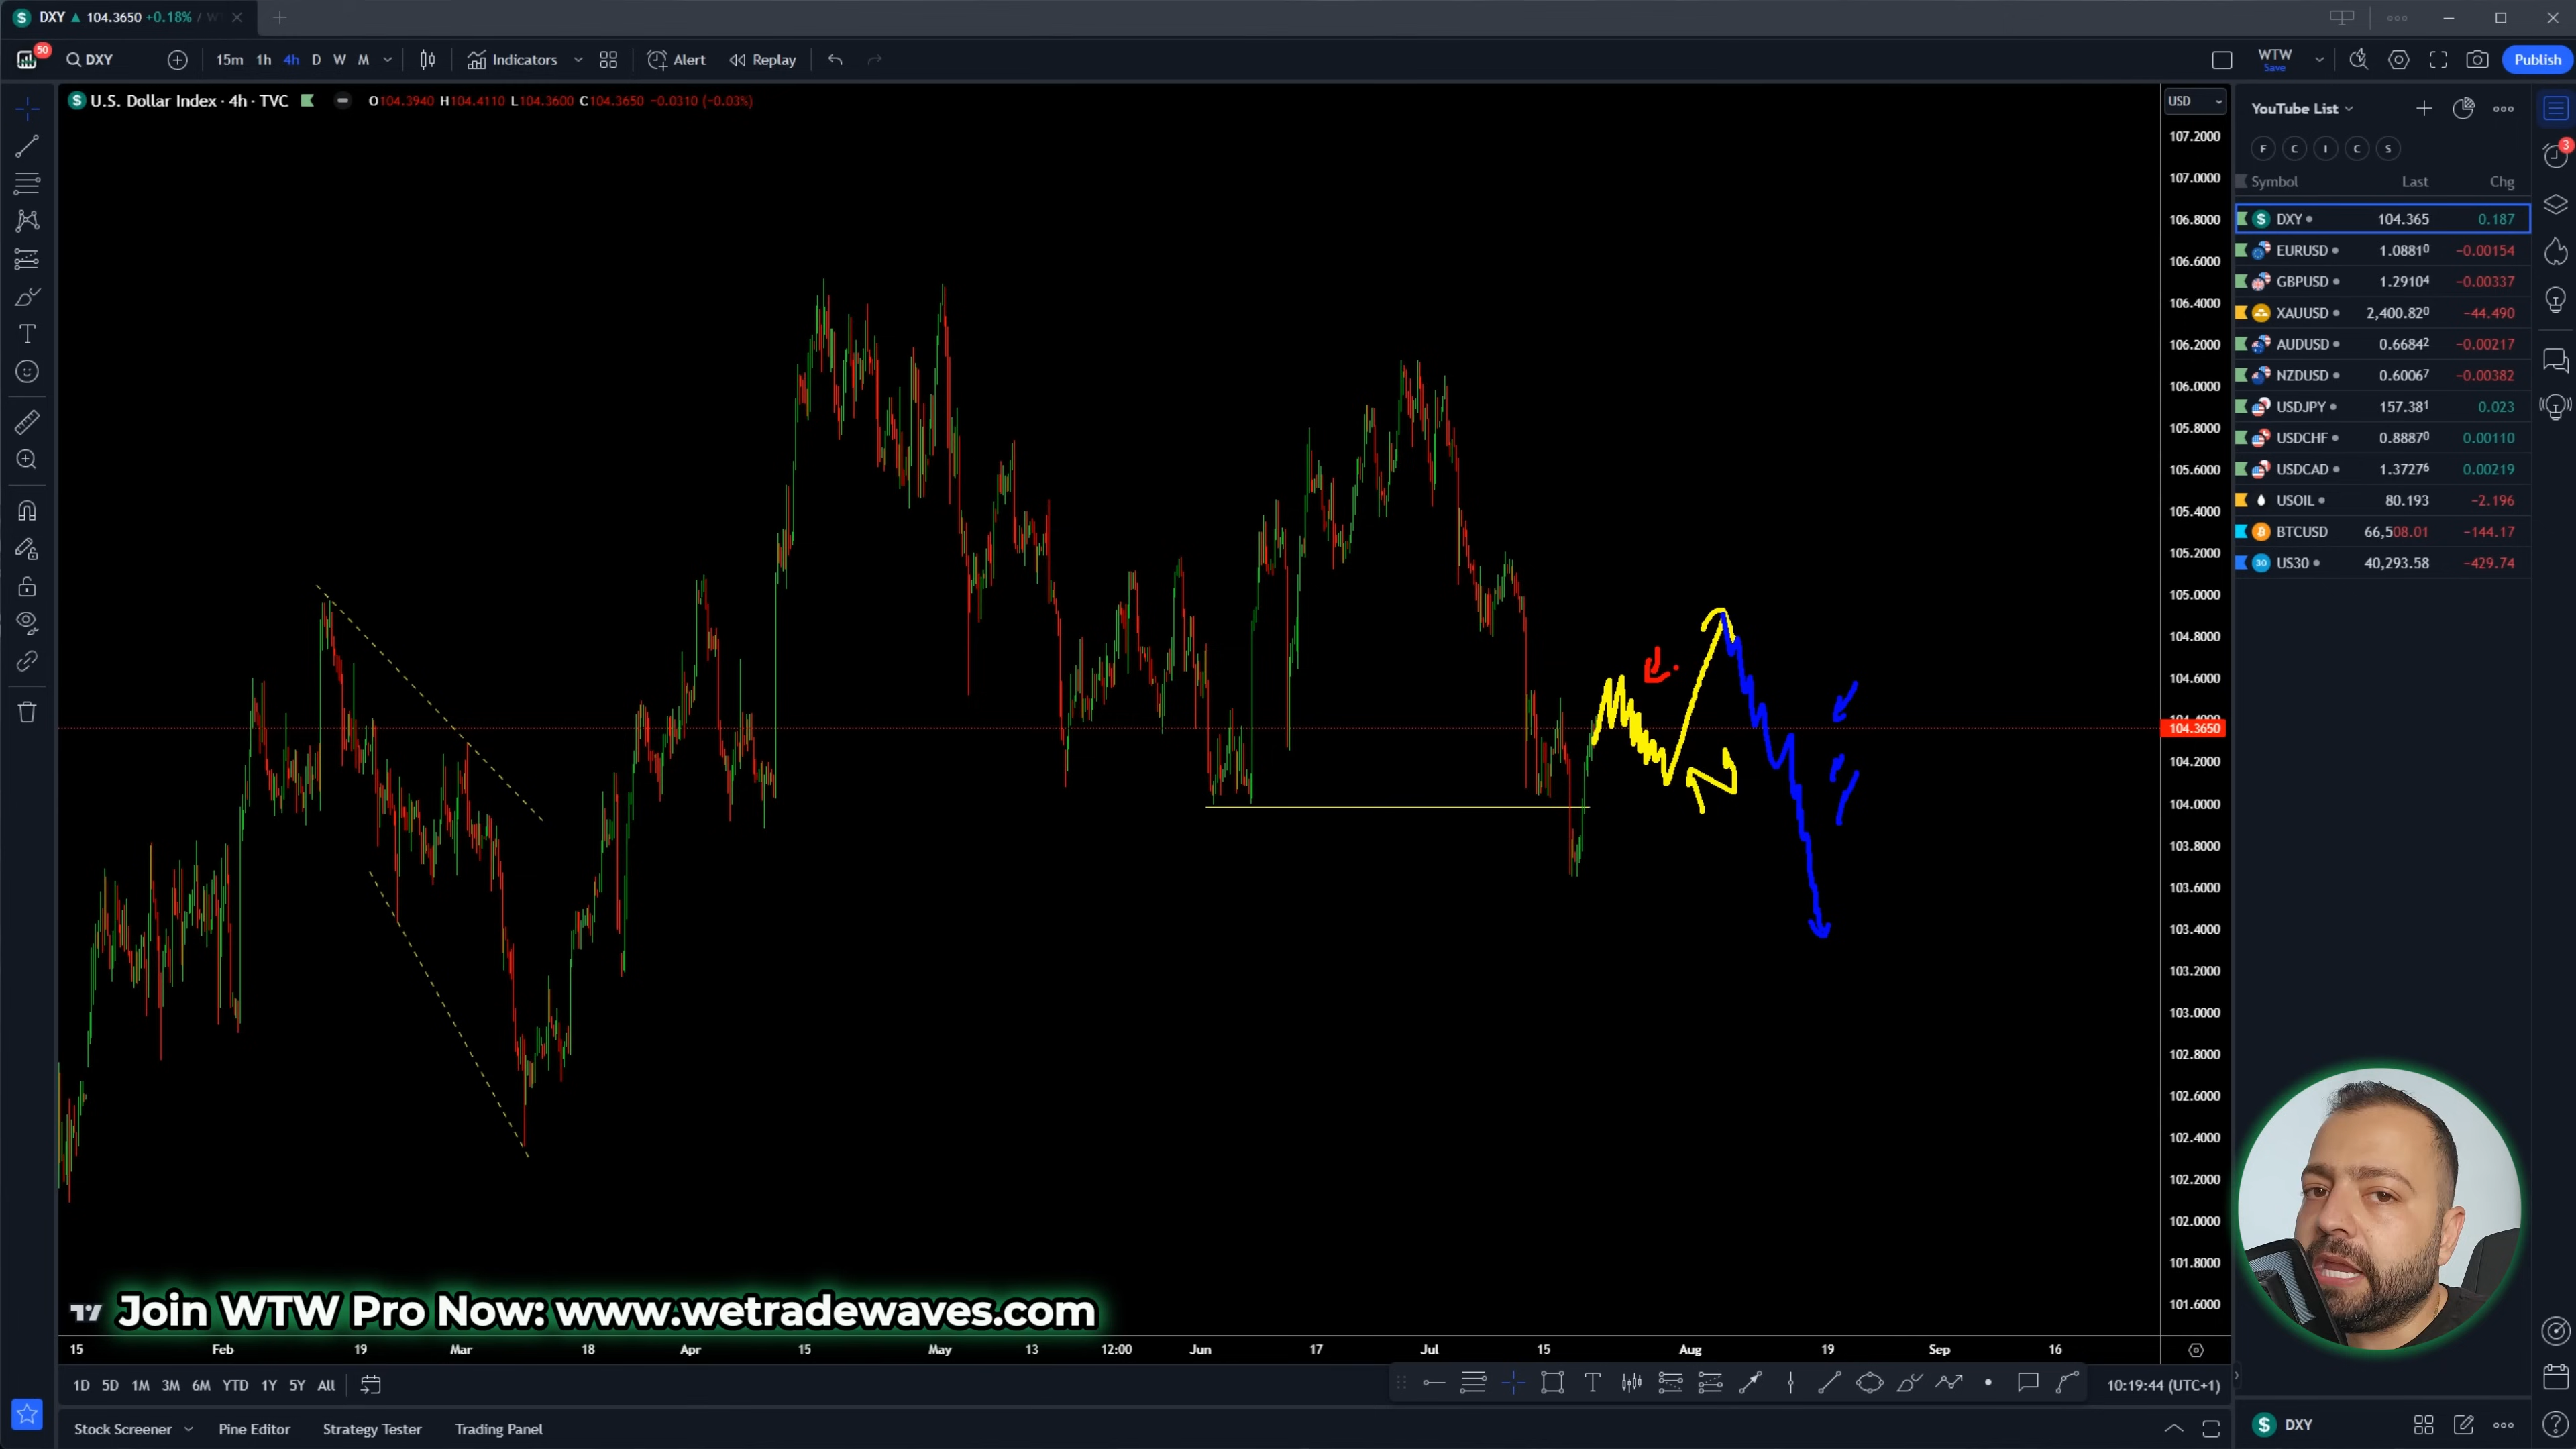 DXY 104.3650 +0.18% /
50
DXY 15m 1h 4h D W M Indicators Alert Replay WTW Save Publish
U.S. Dollar Index · 4h · TVC O104.3940 H104.4110 L104.3600 C104.3650 −0.0310 (−0.03%)
USD
107.2000
107.0000
106.8000
106.6000
106.4000
106.2000
106.0000
105.8000
105.6000
105.4000
105.2000
105.0000
104.8000
104.6000
104.3650
104.2000
104.0000
103.8000
103.6000
103.4000
103.2000
103.0000
102.8000
102.6000
102.4000
102.2000
102.0000
101.8000
101.6000
YouTube List
3
F C I C S
Symbol Last Chg
DXY 104.365 0.187
EURUSD 1.08810 −0.00154
GBPUSD 1.29104 −0.00337
XAUUSD 2,400.820 −44.490
AUDUSD 0.66842 −0.00217
NZDUSD 0.60067 −0.00382
USDJPY 157.381 0.023
USDCHF 0.88870 0.00110
USDCAD 1.37276 0.00219
USOIL 80.193 −2.196
BTCUSD 66,508.01 −144.17
30 US30 40,293.58 −429.74
Join WTW Pro Now: www.wetradewaves.com
15 Feb 19 Mar 18 Apr 15 May 13 12:00 Jun 17 Jul 15 Aug 19 Sep 16
1D 5D 1M 3M 6M YTD 1Y 5Y All 10:19:44 (UTC+1)
Stock Screener Pine Editor Strategy Tester Trading Panel DXY